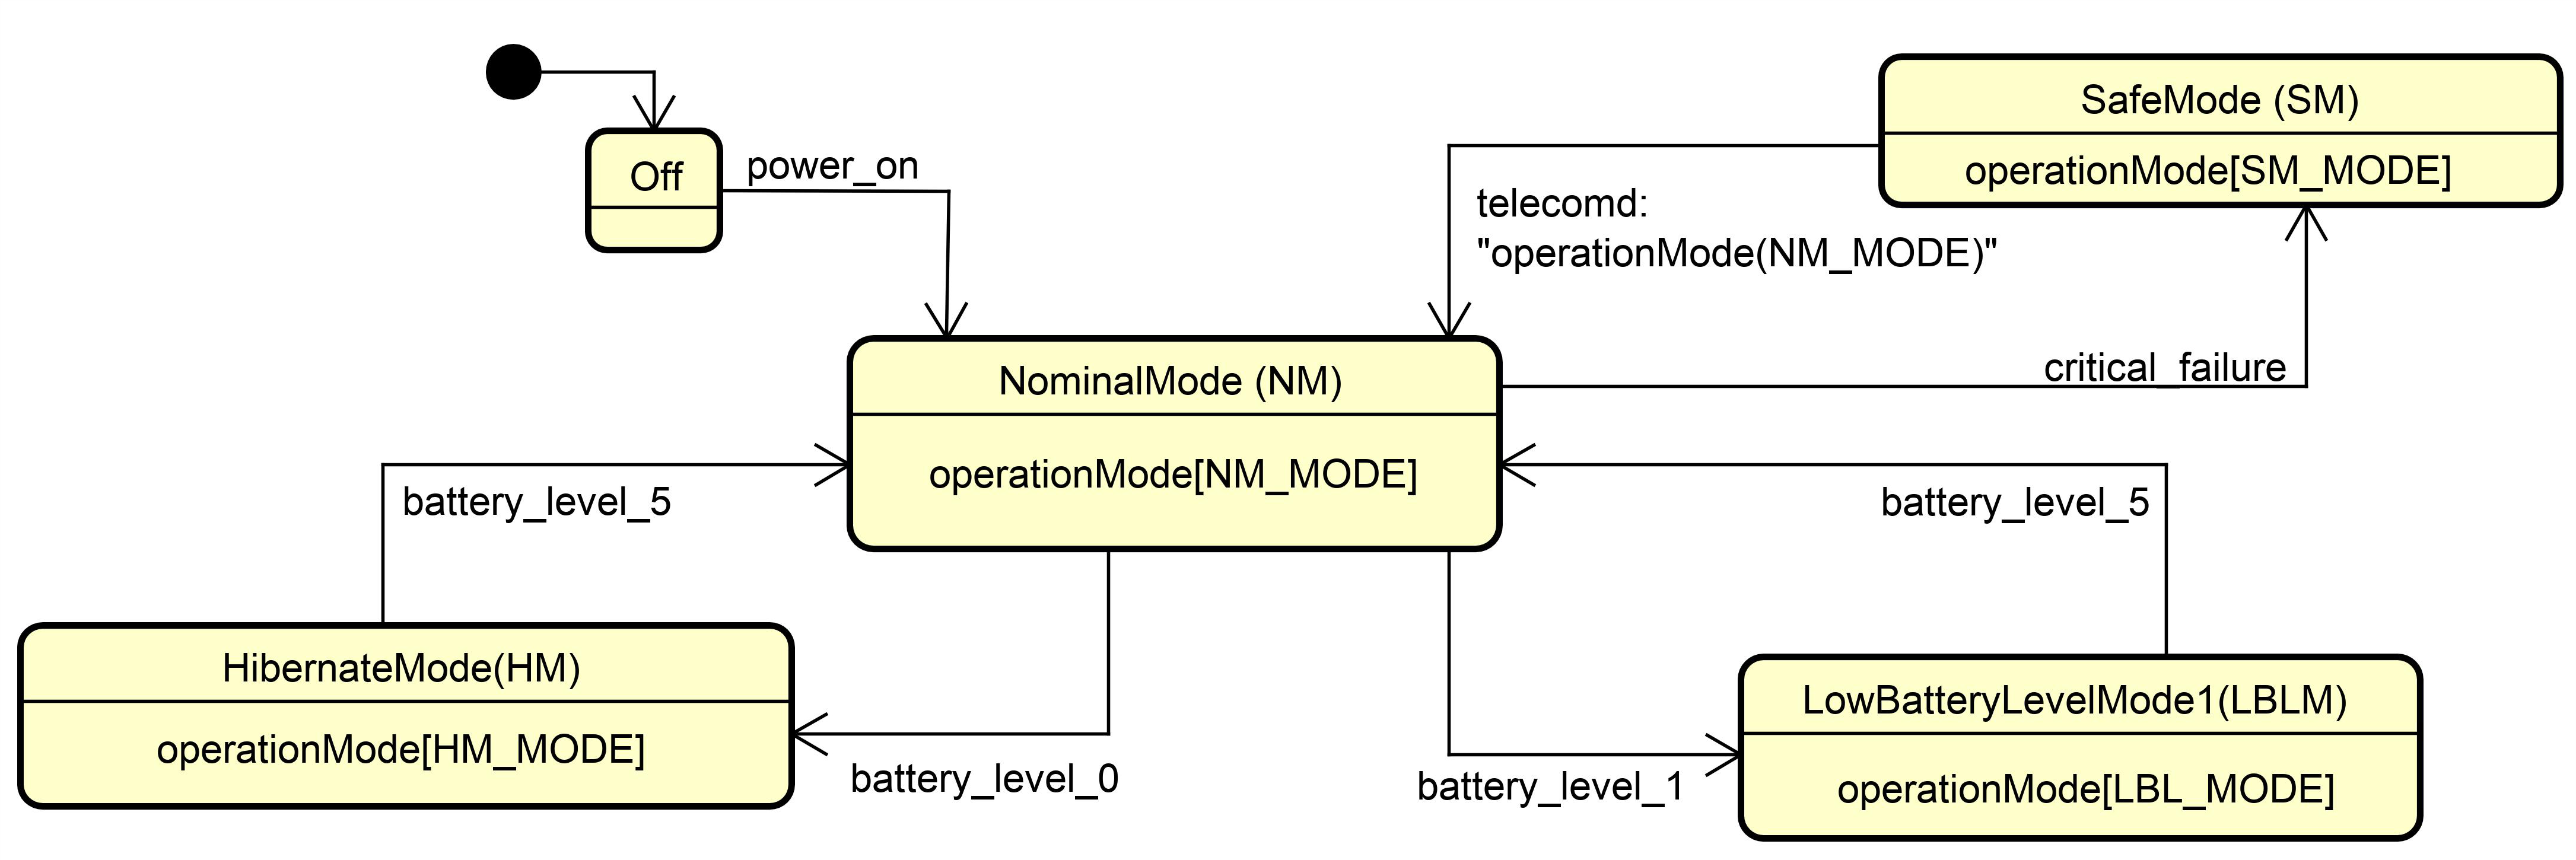 SafeMode (SM)
operationMode[SM_MODE]
Off
power_on
telecomd:
"operationMode(NM_MODE)"
critical_failure
NominalMode (NM)
operationMode[NM_MODE]
battery_level_5
battery_level_5
HibernateMode(HM)
operationMode[HM_MODE]
battery_level_0
battery_level_1
LowBatteryLevelMode1(LBLM)
operationMode[LBL_MODE]